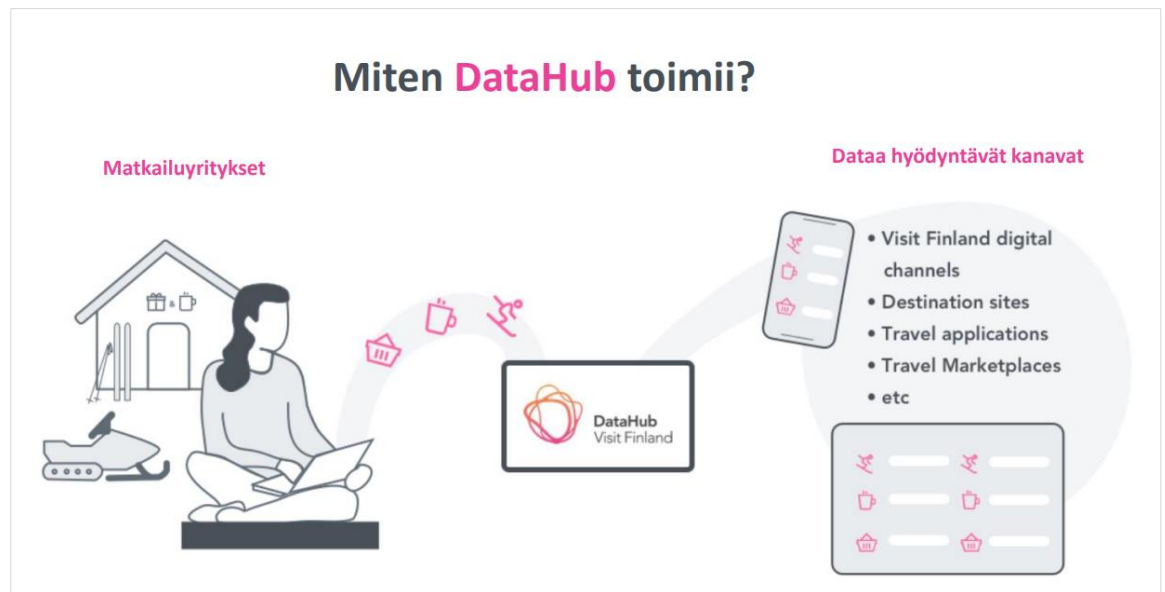 Miten DataHub toimii?
Matkailuyritykset
Dataa hyödyntävät kanavat
&
• Visit Finland digital
channels
• Destination sites
• Travel applications
• Travel Marketplaces
• etc
DataHub
Visit Finland